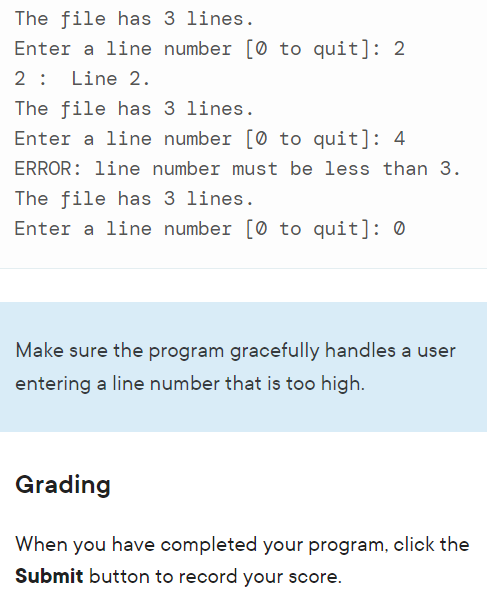 The file has 3 lines.
Enter a line number [0 to quit]: 2
2 :  Line 2.
The file has 3 lines.
Enter a line number [0 to quit]: 4
ERROR: line number must be less than 3.
The file has 3 lines.
Enter a line number [0 to quit]: 0
Make sure the program gracefully handles a user
entering a line number that is too high.
Grading
When you have completed your program, click the
Submit button to record your score.